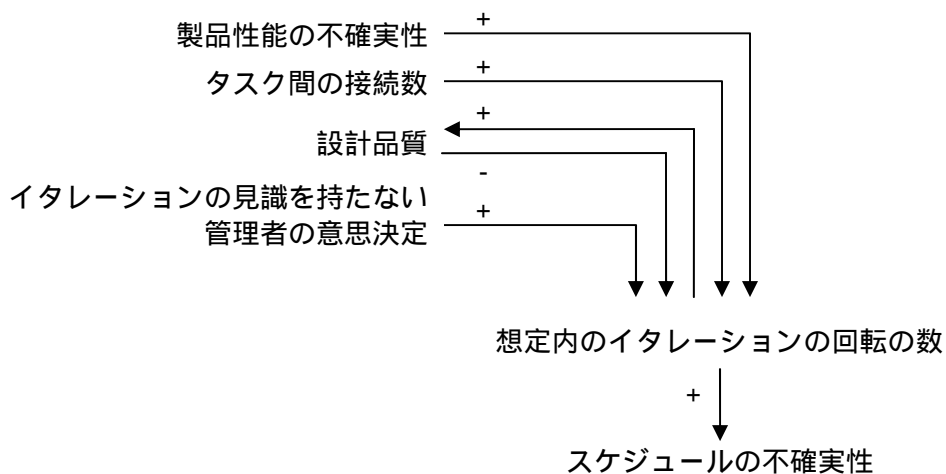 製品性能の不確実性
+
タスク間の接続数
+
設計品質
+
-
イタレーションの見識を持たない
管理者の意思決定
+
想定内のイタレーションの回転の数
+
スケジュールの不確実性